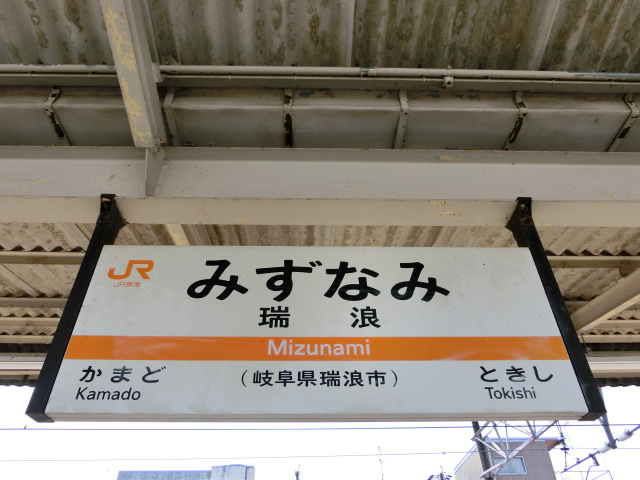 JR
JR東海
みずなみ
瑞浪
Mizunami
かまど
Kamado
(岐阜県瑞浪市)
ときし
Tokishi